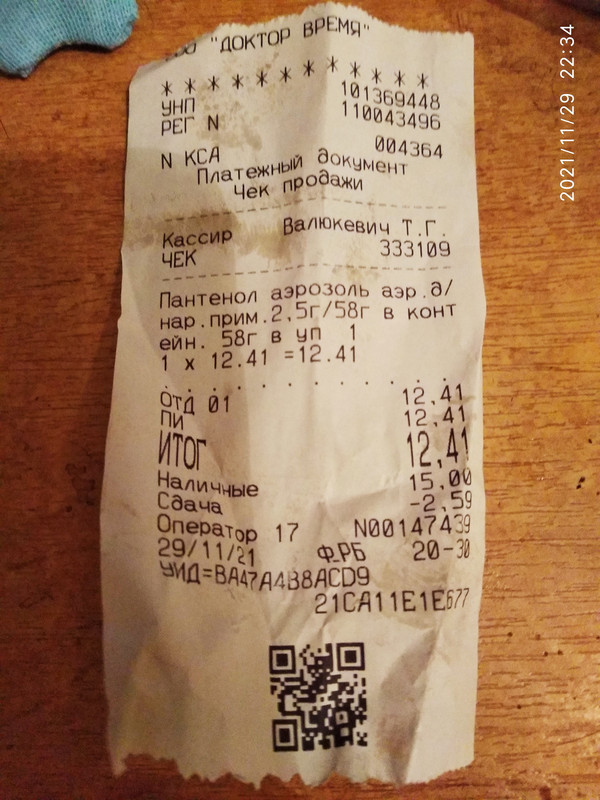 "ДОКТОР ВРЕМЯ"
* * * * * * * * * * *
УНП 101369448
РЕГ N 110043496
N КСА 004364
Платежный документ
Чек продажи
Кассир Валюкевич Т.Г.
ЧЕК 333109
Пантенол аэрозоль аэр.д/
нар.прим.2,5г/58г в конт
ейн. 58г в уп 1
1 x 12.41 =12.41
ОТД 01 12,41
ПИ 12,41
ИТОГ 12,41
Наличные 15,00
Сдача -2,59
Оператор 17 N00147439
29/11/21 Ф.РБ 20-30
УИД=BA47A4B8ACD9
21CA11E1E677
2021/11/29 22:34